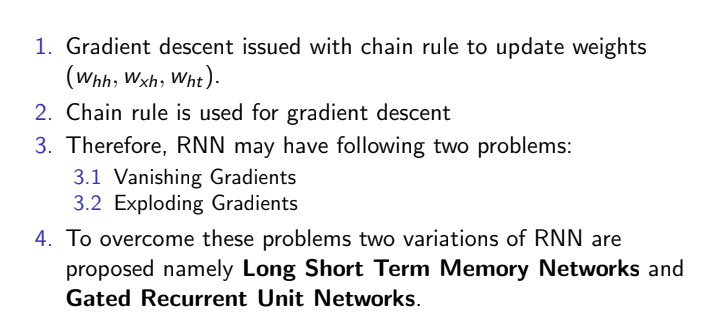 1. Gradient descent issued with chain rule to update weights
(w_hh, w_xh, w_ht).
2. Chain rule is used for gradient descent
3. Therefore, RNN may have following two problems:
3.1 Vanishing Gradients
3.2 Exploding Gradients
4. To overcome these problems two variations of RNN are
proposed namely Long Short Term Memory Networks and
Gated Recurrent Unit Networks.